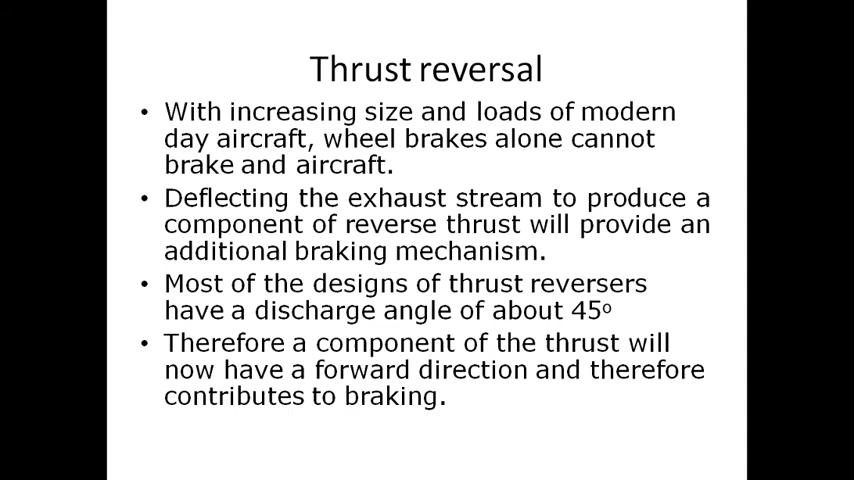 Thrust reversal
• With increasing size and loads of modern
day aircraft, wheel brakes alone cannot
brake and aircraft.
• Deflecting the exhaust stream to produce a
component of reverse thrust will provide an
additional braking mechanism.
• Most of the designs of thrust reversers
have a discharge angle of about 45º
• Therefore a component of the thrust will
now have a forward direction and therefore
contributes to braking.